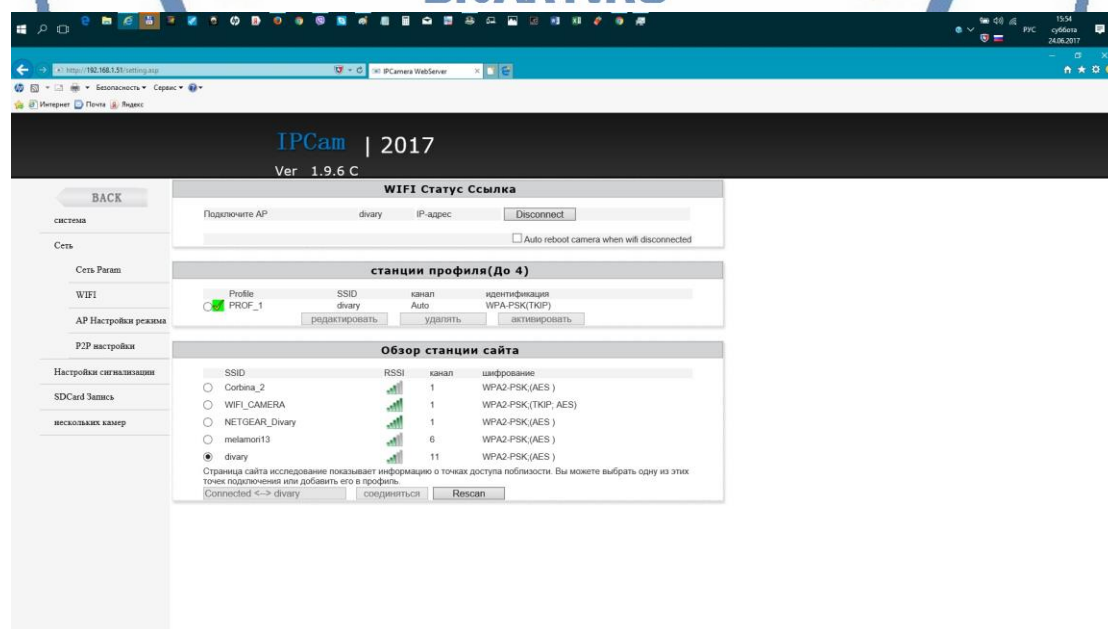 15:54
РУС суббота
24.06.2017
http://192.168.1.51/setting.asp IPCamera WebServer
Безопасность Сервис
Интернет Почта Яндекс
IPCam | 2017
Ver 1.9.6 C
BACK
система
Сеть
Сеть Param
WIFI
AP Настройки режима
P2P настройки
Настройки сигнализации
SDCard Запись
нескольких камер
WIFI Статус Ссылка
Подключите AP divary IP-адрес Disconnect
Auto reboot camera when wifi disconnected
станции профиля(До 4)
Profile SSID канал идентификация
PROF_1 divary Auto WPA-PSK(TKIP)
редактировать удалять активировать
Обзор станции сайта
SSID RSSI канал шифрование
Corbina_2 1 WPA2-PSK;(AES )
WIFI_CAMERA 1 WPA2-PSK;(TKIP; AES)
NETGEAR_Divary 1 WPA2-PSK;(AES )
melamori13 6 WPA2-PSK;(AES )
divary 11 WPA2-PSK;(AES )
Страница сайта исследование показывает информацию о точках доступа поблизости. Вы можете выбрать одну из этих
точек подключения или добавить его в профиль.
Connected <--> divary соединяться Rescan